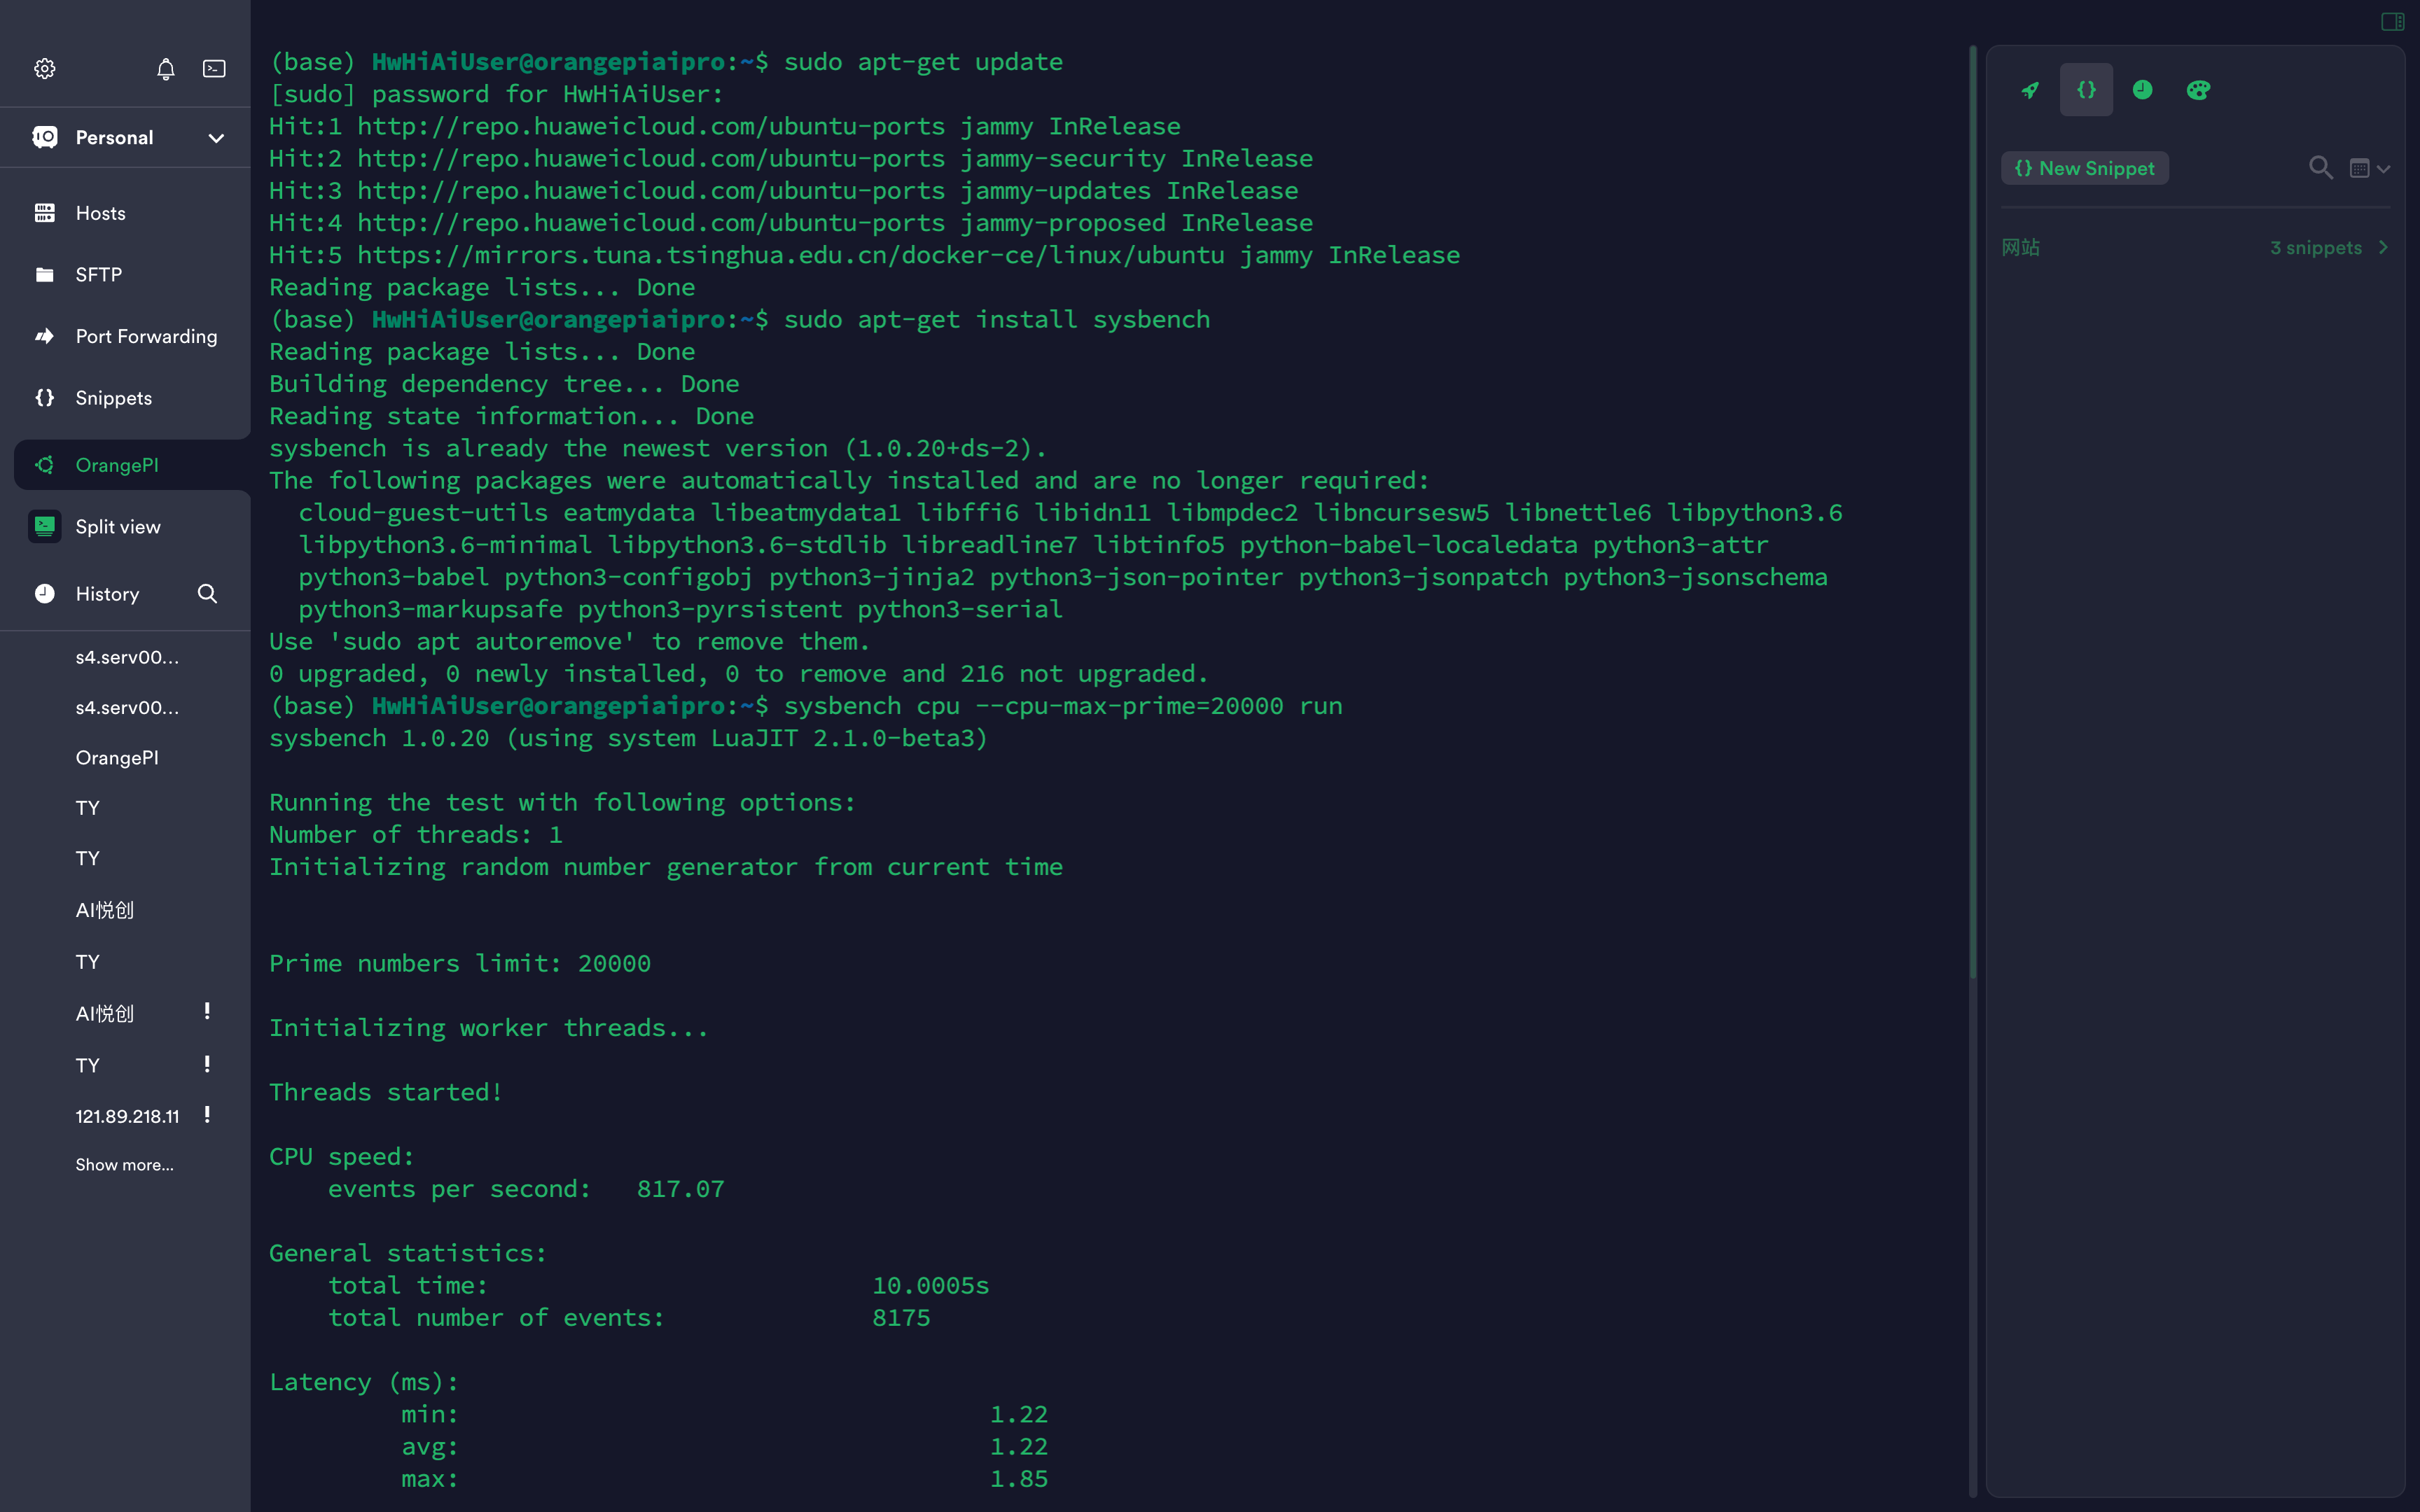 Personal
Hosts
SFTP
Port Forwarding
Snippets
OrangePI
Split view
History
s4.serv00...
s4.serv00...
OrangePI
TY
TY
AI悦创
TY
AI悦创 !
TY !
121.89.218.11 !
Show more...
(base) HwHiAiUser@orangepiaipro:~$ sudo apt-get update
[sudo] password for HwHiAiUser:
Hit:1 http://repo.huaweicloud.com/ubuntu-ports jammy InRelease
Hit:2 http://repo.huaweicloud.com/ubuntu-ports jammy-security InRelease
Hit:3 http://repo.huaweicloud.com/ubuntu-ports jammy-updates InRelease
Hit:4 http://repo.huaweicloud.com/ubuntu-ports jammy-proposed InRelease
Hit:5 https://mirrors.tuna.tsinghua.edu.cn/docker-ce/linux/ubuntu jammy InRelease
Reading package lists... Done
(base) HwHiAiUser@orangepiaipro:~$ sudo apt-get install sysbench
Reading package lists... Done
Building dependency tree... Done
Reading state information... Done
sysbench is already the newest version (1.0.20+ds-2).
The following packages were automatically installed and are no longer required:
  cloud-guest-utils eatmydata libeatmydata1 libffi6 libidn11 libmpdec2 libncursesw5 libnettle6 libpython3.6
  libpython3.6-minimal libpython3.6-stdlib libreadline7 libtinfo5 python-babel-localedata python3-attr
  python3-babel python3-configobj python3-jinja2 python3-json-pointer python3-jsonpatch python3-jsonschema
  python3-markupsafe python3-pyrsistent python3-serial
Use 'sudo apt autoremove' to remove them.
0 upgraded, 0 newly installed, 0 to remove and 216 not upgraded.
(base) HwHiAiUser@orangepiaipro:~$ sysbench cpu --cpu-max-prime=20000 run
sysbench 1.0.20 (using system LuaJIT 2.1.0-beta3)
Running the test with following options:
Number of threads: 1
Initializing random number generator from current time
Prime numbers limit: 20000
Initializing worker threads...
Threads started!
CPU speed:
    events per second:   817.07
General statistics:
    total time:                          10.0005s
    total number of events:              8175
Latency (ms):
         min:                                    1.22
         avg:                                    1.22
         max:                                    1.85
{} New Snippet
网站 3 snippets >